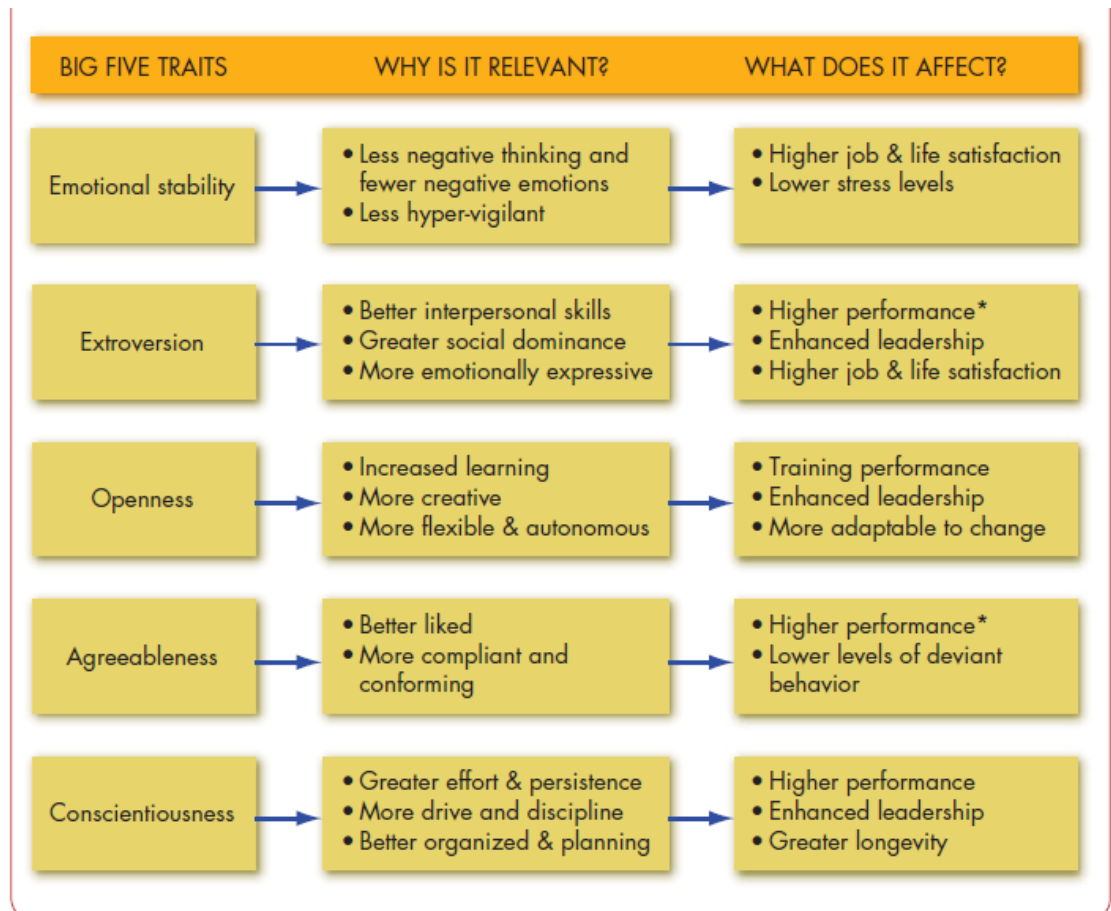 BIG FIVE TRAITS WHY IS IT RELEVANT? WHAT DOES IT AFFECT?
Emotional stability
• Less negative thinking and
fewer negative emotions
• Less hyper-vigilant
• Higher job & life satisfaction
• Lower stress levels
Extroversion
• Better interpersonal skills
• Greater social dominance
• More emotionally expressive
• Higher performance*
• Enhanced leadership
• Higher job & life satisfaction
Openness
• Increased learning
• More creative
• More flexible & autonomous
• Training performance
• Enhanced leadership
• More adaptable to change
Agreeableness
• Better liked
• More compliant and
conforming
• Higher performance*
• Lower levels of deviant
behavior
Conscientiousness
• Greater effort & persistence
• More drive and discipline
• Better organized & planning
• Higher performance
• Enhanced leadership
• Greater longevity